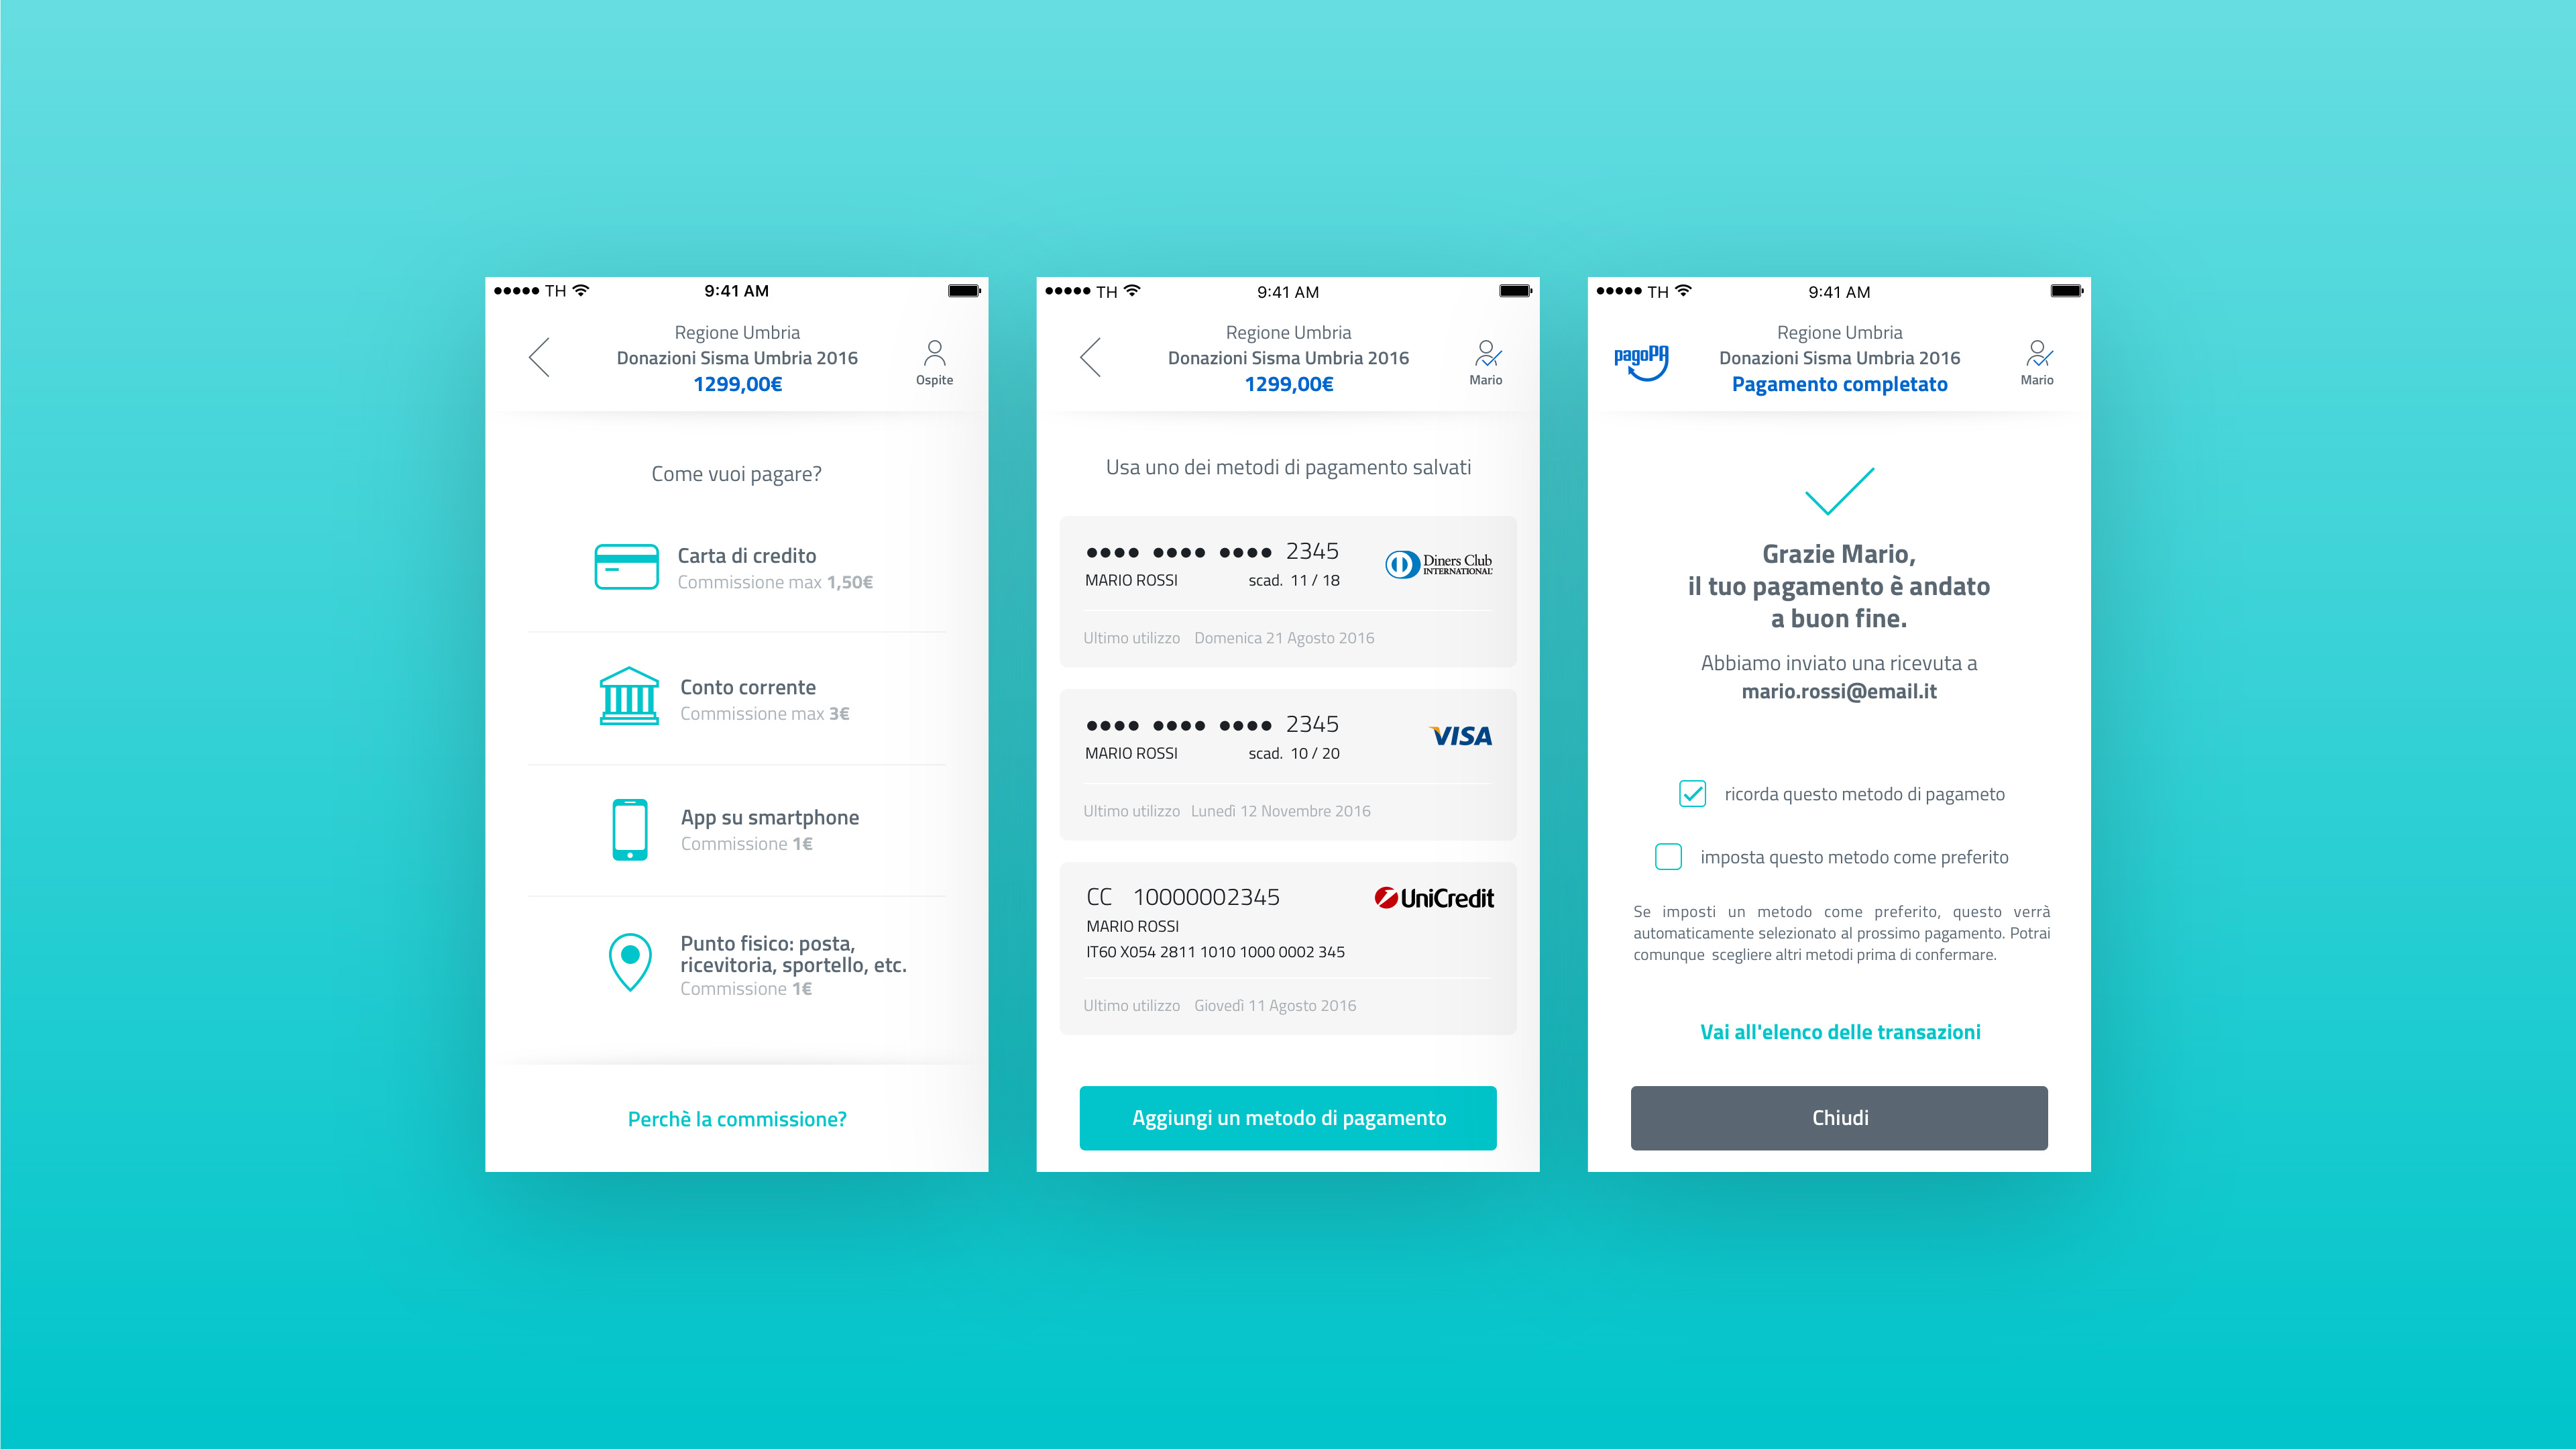 TH 9:41 AM
Regione Umbria
Donazioni Sisma Umbria 2016
1299,00€
Ospite
Come vuoi pagare?
Carta di credito
Commissione max 1,50€
Conto corrente
Commissione max 3€
App su smartphone
Commissione 1€
Punto fisico: posta,
ricevitoria, sportello, etc.
Commissione 1€
Perchè la commissione?
TH 9:41 AM
Regione Umbria
Donazioni Sisma Umbria 2016
1299,00€
Mario
Usa uno dei metodi di pagamento salvati
●●●● ●●●● ●●●● 2345
Diners Club
INTERNATIONAL
MARIO ROSSI scad. 11 / 18
Ultimo utilizzo Domenica 21 Agosto 2016
●●●● ●●●● ●●●● 2345
VISA
MARIO ROSSI scad. 10 / 20
Ultimo utilizzo Lunedì 12 Novembre 2016
CC 10000002345
UniCredit
MARIO ROSSI
IT60 X054 2811 1010 1000 0002 345
Ultimo utilizzo Giovedì 11 Agosto 2016
Aggiungi un metodo di pagamento
TH 9:41 AM
pagoPA
Regione Umbria
Donazioni Sisma Umbria 2016
Pagamento completato
Mario
Grazie Mario,
il tuo pagamento è andato
a buon fine.
Abbiamo inviato una ricevuta a
mario.rossi@email.it
ricorda questo metodo di pagameto
imposta questo metodo come preferito
Se imposti un metodo come preferito, questo verrà
automaticamente selezionato al prossimo pagamento. Potrai
comunque scegliere altri metodi prima di confermare.
Vai all'elenco delle transazioni
Chiudi